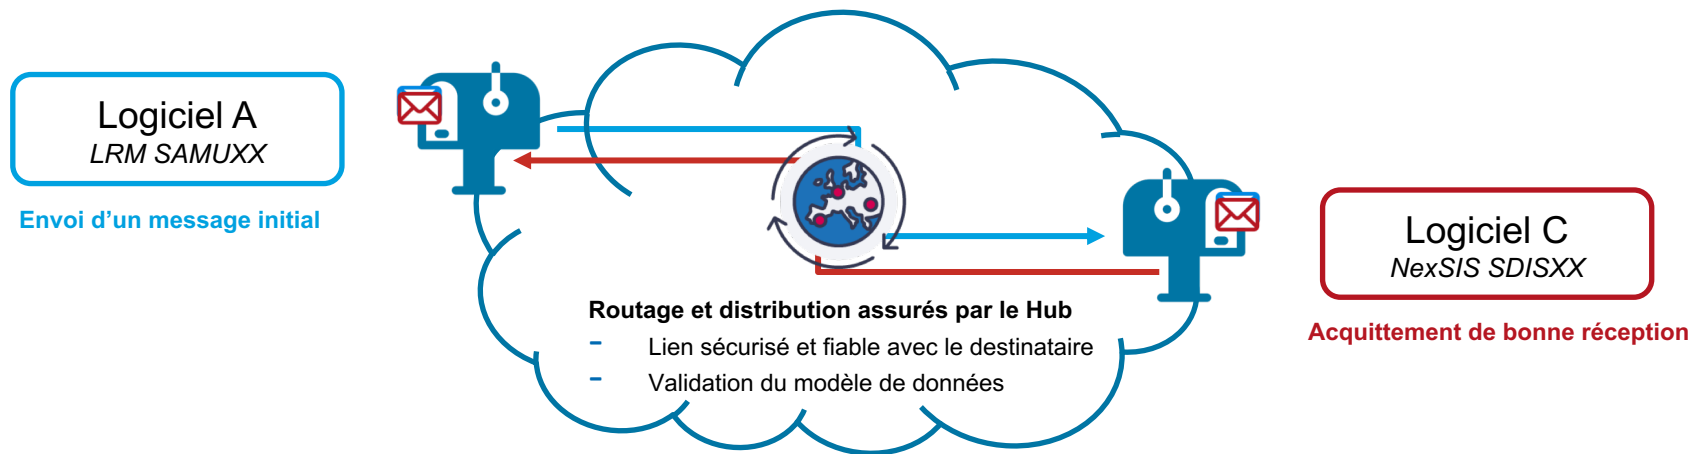 Logiciel A
LRM SAMUXX
Envoi d’un message initial
Routage et distribution assurés par le Hub
- Lien sécurisé et fiable avec le destinataire
- Validation du modèle de données
Logiciel C
NexSIS SDISXX
Acquittement de bonne réception